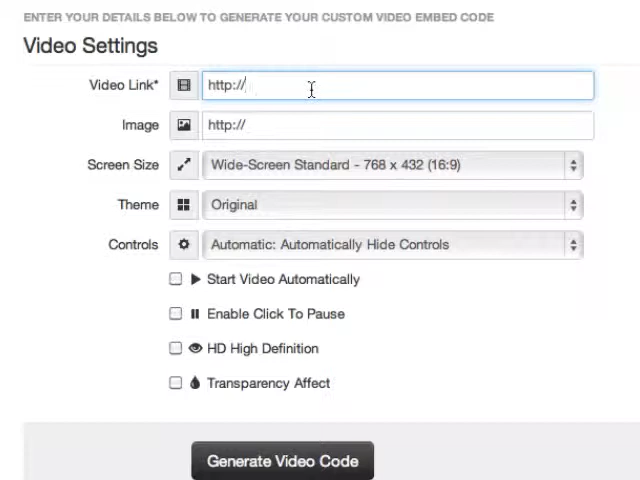 ENTER YOUR DETAILS BELOW TO GENERATE YOUR CUSTOM VIDEO EMBED CODE
Video Settings
Video Link* http://
Image http://
Screen Size Wide-Screen Standard - 768 x 432 (16:9)
Theme Original
Controls Automatic: Automatically Hide Controls
Start Video Automatically
Enable Click To Pause
HD High Definition
Transparency Affect
Generate Video Code